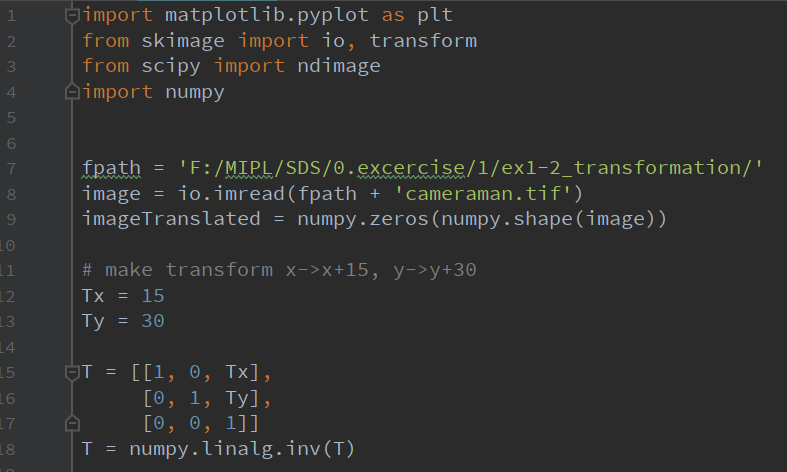 1 import matplotlib.pyplot as plt
2 from skimage import io, transform
3 from scipy import ndimage
4 import numpy
5
6
7 fpath = 'F:/MIPL/SDS/0.excercise/1/ex1-2_transformation/'
8 image = io.imread(fpath + 'cameraman.tif')
9 imageTranslated = numpy.zeros(numpy.shape(image))
10
11 # make transform x->x+15, y->y+30
12 Tx = 15
13 Ty = 30
14
15 T = [[1, 0, Tx],
16 [0, 1, Ty],
17 [0, 0, 1]]
18 T = numpy.linalg.inv(T)